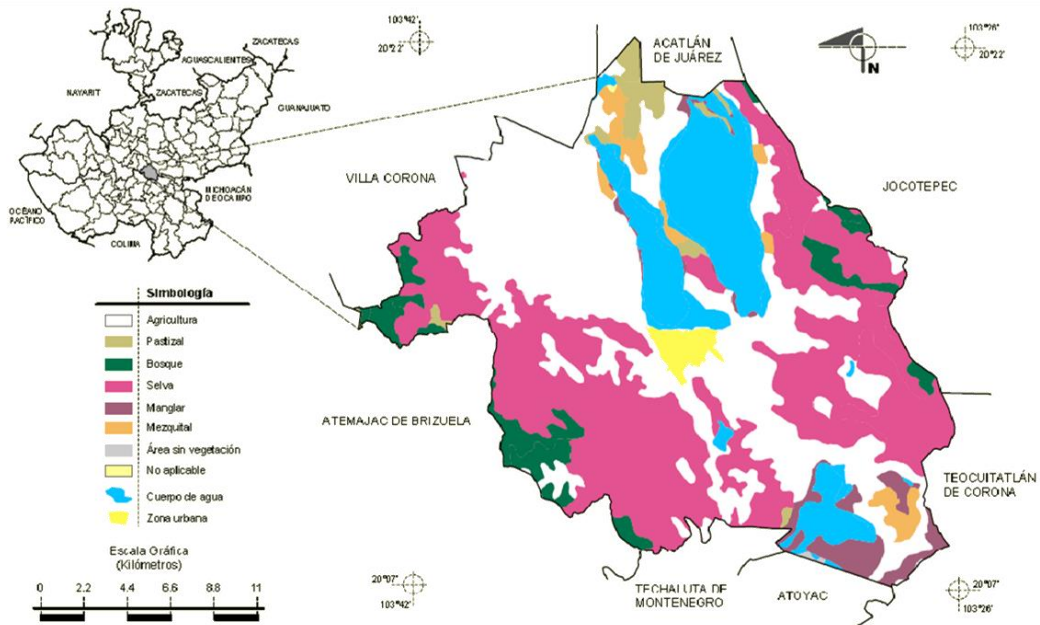 ZACATECAS
AGUASCALIENTES
NAYARIT
ZACATECAS
GUANAJUATO
MICHOACÁN
DE OCAMPO
OCÉANO
PACÍFICO
COLIMA
103°42'
20°22'
103°26'
20°22'
N
ACATLÁN
DE JUÁREZ
VILLA CORONA
JOCOTEPEC
ATEMAJAC DE BRIZUELA
TEOCUITATLÁN
DE CORONA
TECHALUTA DE
MONTENEGRO
ATOYAC
20°07'
103°42'
20°07'
103°26'
Simbología
Agricultura
Pastizal
Bosque
Selva
Manglar
Mezquital
Área sin vegetación
No aplicable
Cuerpo de agua
Zona urbana
Escala Gráfica
(Kilómetros)
0 2.2 4.4 6.6 8.8 11